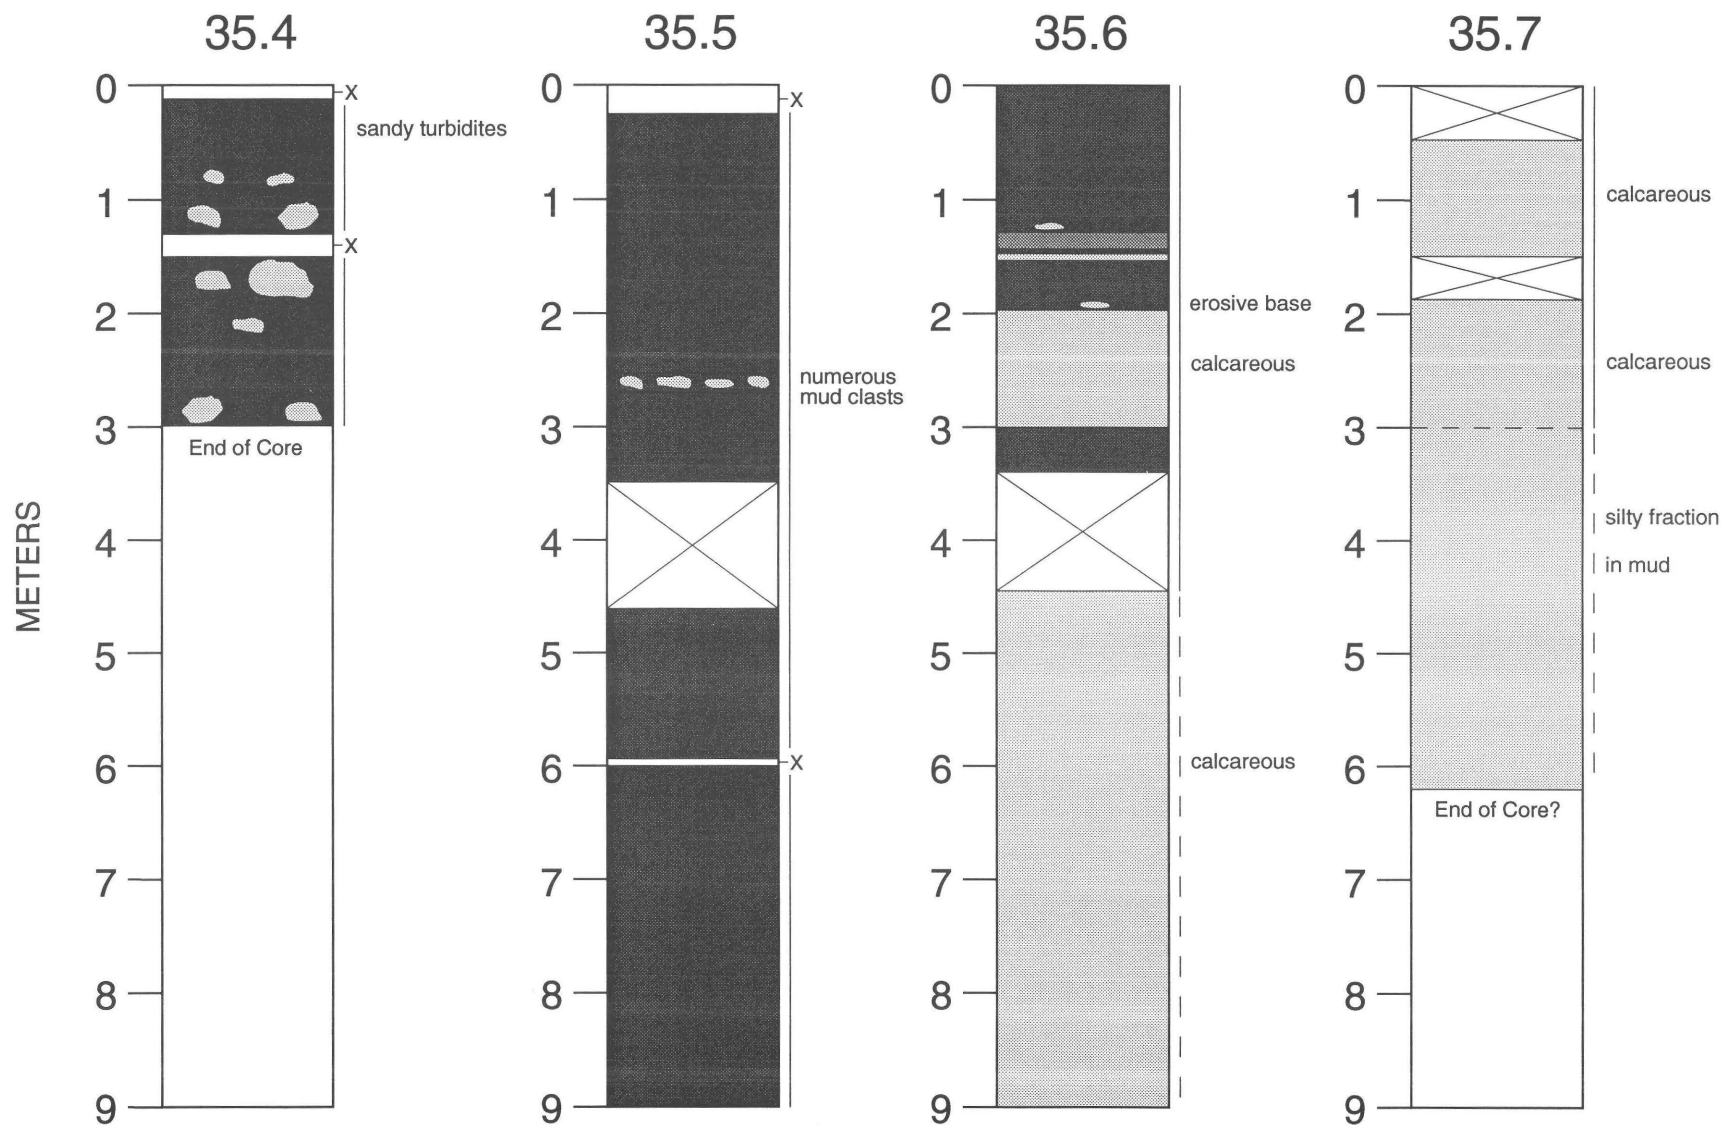 35.4
35.5
35.6
35.7
METERS
0
1
2
3
4
5
6
7
8
9
X
sandy turbidites
X
End of Core
0
1
2
3
4
5
6
7
8
9
X
numerous
mud clasts
X
0
1
2
3
4
5
6
7
8
9
erosive base
calcareous
calcareous
0
1
2
3
4
5
6
7
8
9
calcareous
calcareous
silty fraction
in mud
End of Core?